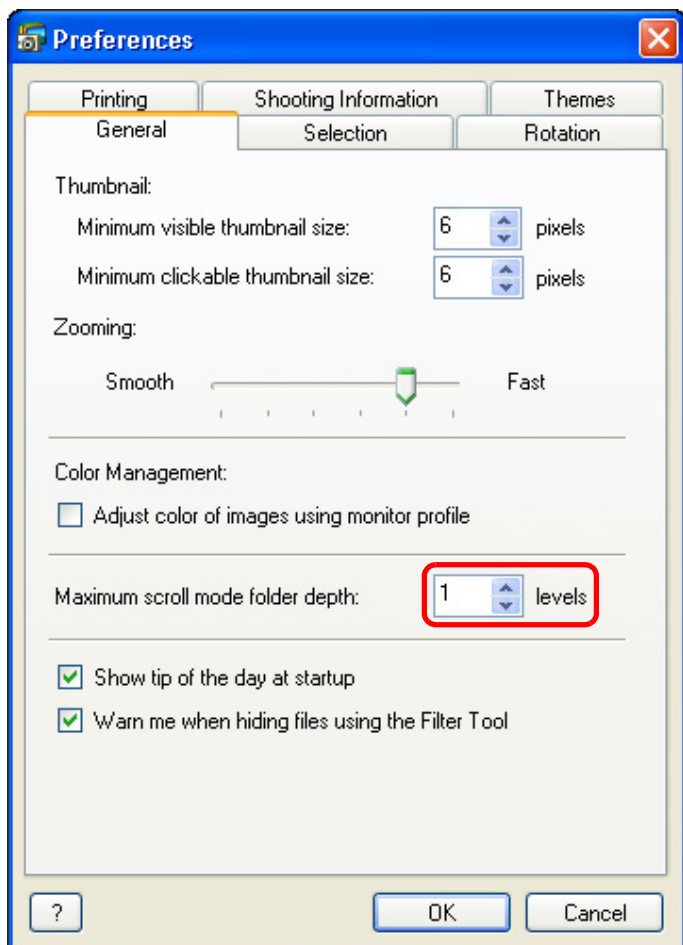 Preferences
Printing Shooting Information Themes
General Selection Rotation
Thumbnail:
Minimum visible thumbnail size: 6 pixels
Minimum clickable thumbnail size: 6 pixels
Zooming:
Smooth Fast
Color Management:
Adjust color of images using monitor profile
Maximum scroll mode folder depth: 1 levels
Show tip of the day at startup
Warn me when hiding files using the Filter Tool
? OK Cancel